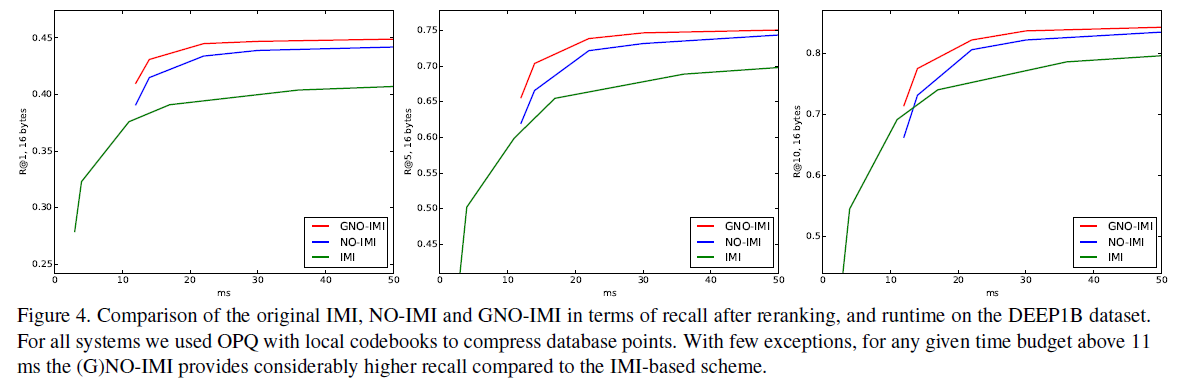 0.45
0.40
0.35
0.30
0.25
R@1, 16 bytes
0 10 20 30 40 50
ms
GNO-IMI
NO-IMI
IMI
0.75
0.70
0.65
0.60
0.55
0.50
0.45
R@5, 16 bytes
0 10 20 30 40 50
ms
GNO-IMI
NO-IMI
IMI
0.8
0.7
0.6
0.5
R@10, 16 bytes
0 10 20 30 40 50
ms
GNO-IMI
NO-IMI
IMI
Figure 4. Comparison of the original IMI, NO-IMI and GNO-IMI in terms of recall after reranking, and runtime on the DEEP1B dataset.
For all systems we used OPQ with local codebooks to compress database points. With few exceptions, for any given time budget above 11
ms the (G)NO-IMI provides considerably higher recall compared to the IMI-based scheme.